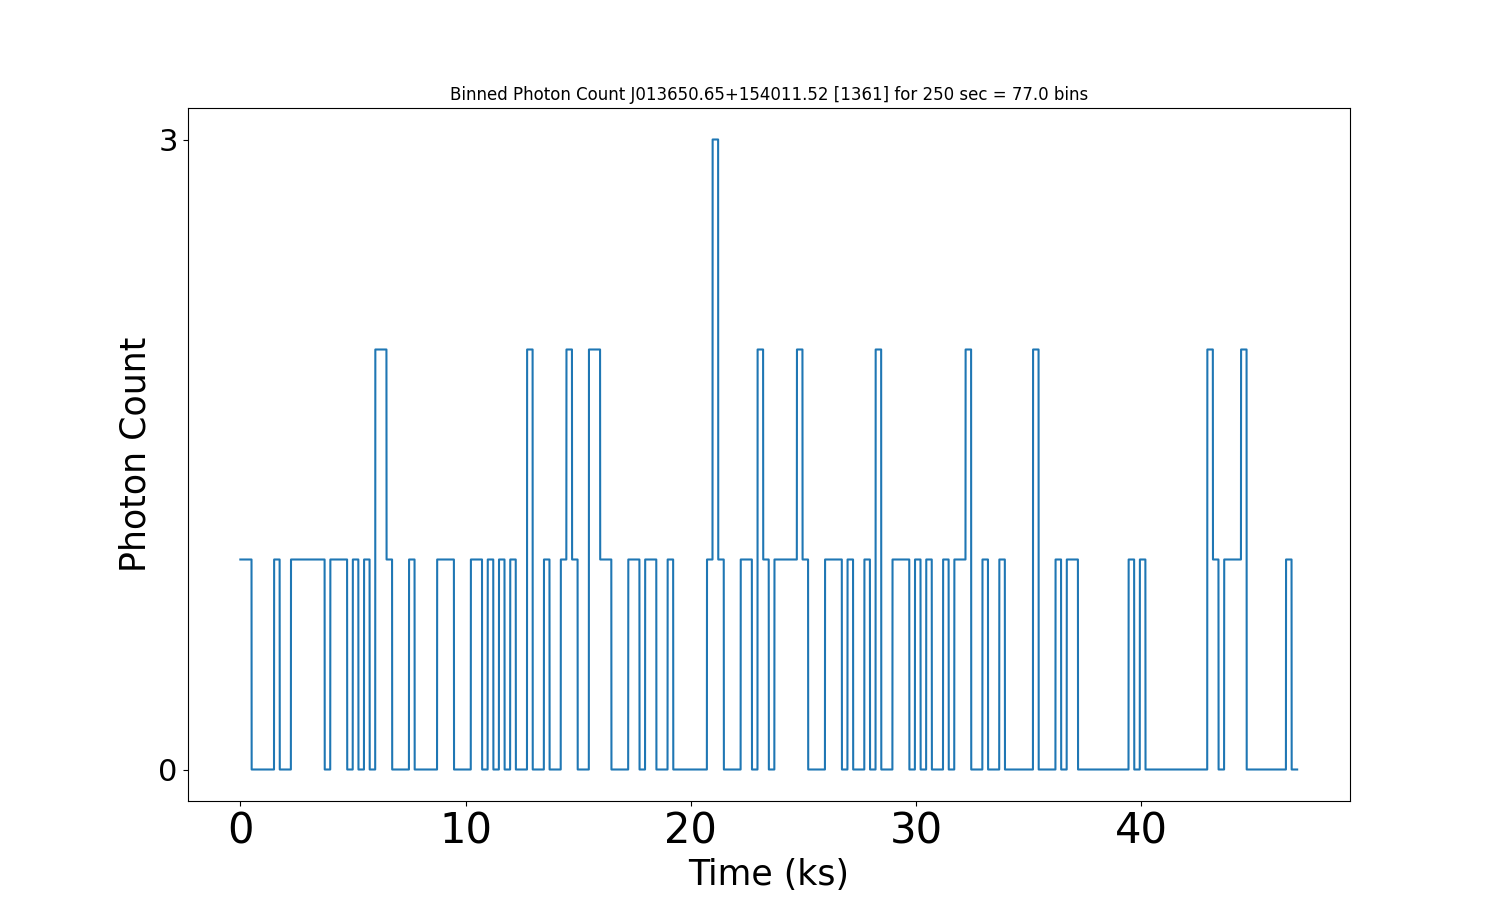 Binned Photon Count J013650.65+154011.52 [1361] for 250 sec = 77.0 bins
3
Photon Count
0
0 10 20 30 40
Time (ks)